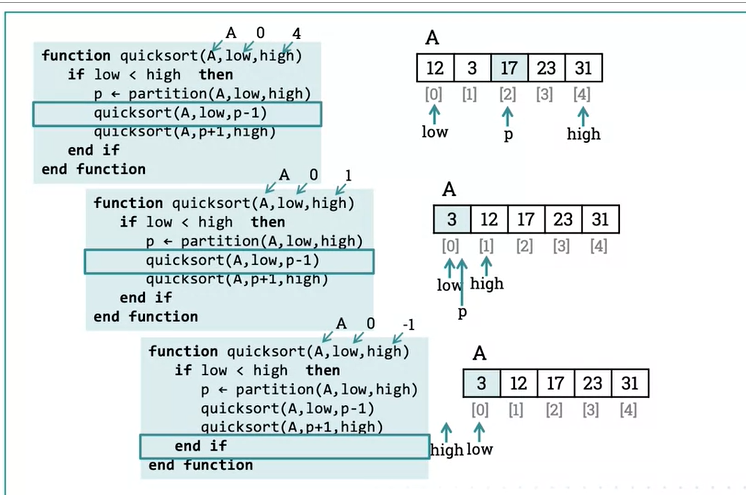 A 0 4
function quicksort(A,low,high)
if low < high then
p ← partition(A,low,high)
quicksort(A,low,p-1)
quicksort(A,p+1,high)
end if
end function
A
12 3 17 23 31
[0] [1] [2] [3] [4]
low p high
A 0 1
function quicksort(A,low,high)
if low < high then
p ← partition(A,low,high)
quicksort(A,low,p-1)
quicksort(A,p+1,high)
end if
end function
A
3 12 17 23 31
[0] [1] [2] [3] [4]
low high
p
A 0 -1
function quicksort(A,low,high)
if low < high then
p ← partition(A,low,high)
quicksort(A,low,p-1)
quicksort(A,p+1,high)
end if
end function
A
3 12 17 23 31
[0] [1] [2] [3] [4]
high low